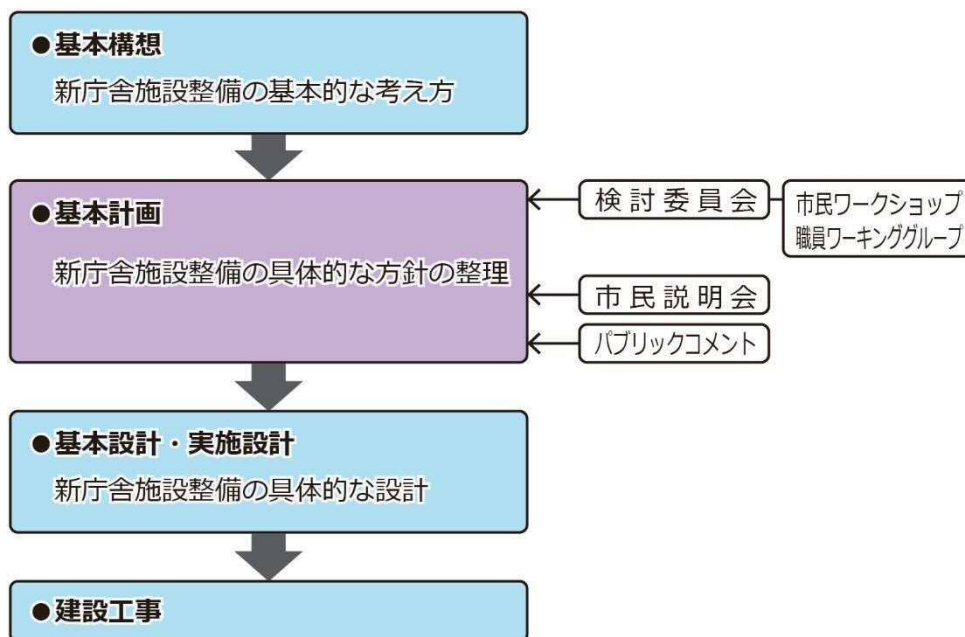 ●基本構想
新庁舎施設整備の基本的な考え方
●基本計画
新庁舎施設整備の具体的な方針の整理
検討委員会
市民ワークショップ
職員ワーキンググループ
市民説明会
パブリックコメント
●基本設計・実施設計
新庁舎施設整備の具体的な設計
●建設工事